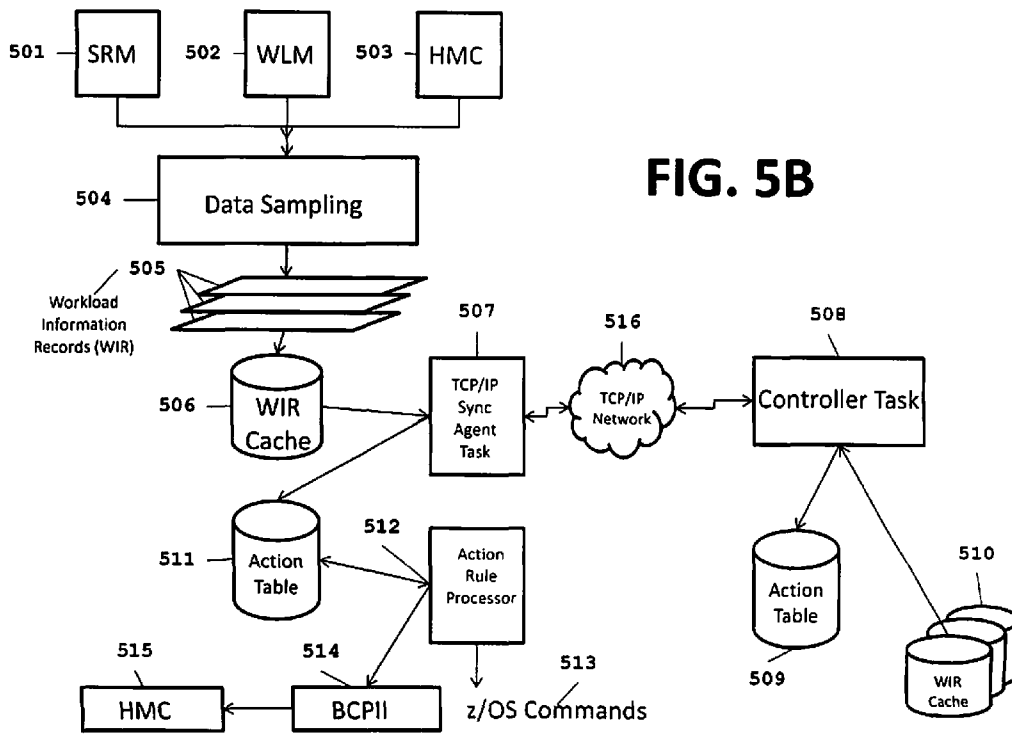 501
SRM
502
WLM
503
HMC
504
Data Sampling
FIG. 5B
505
Workload
Information
Records (WIR)
506
WIR
Cache
507
TCP/IP
Sync
Agent
Task
516
TCP/IP
Network
508
Controller Task
511
Action
Table
512
Action
Rule
Processor
Action
Table
509
510
WIR
Cache
515
HMC
514
BCPII
513
z/OS Commands